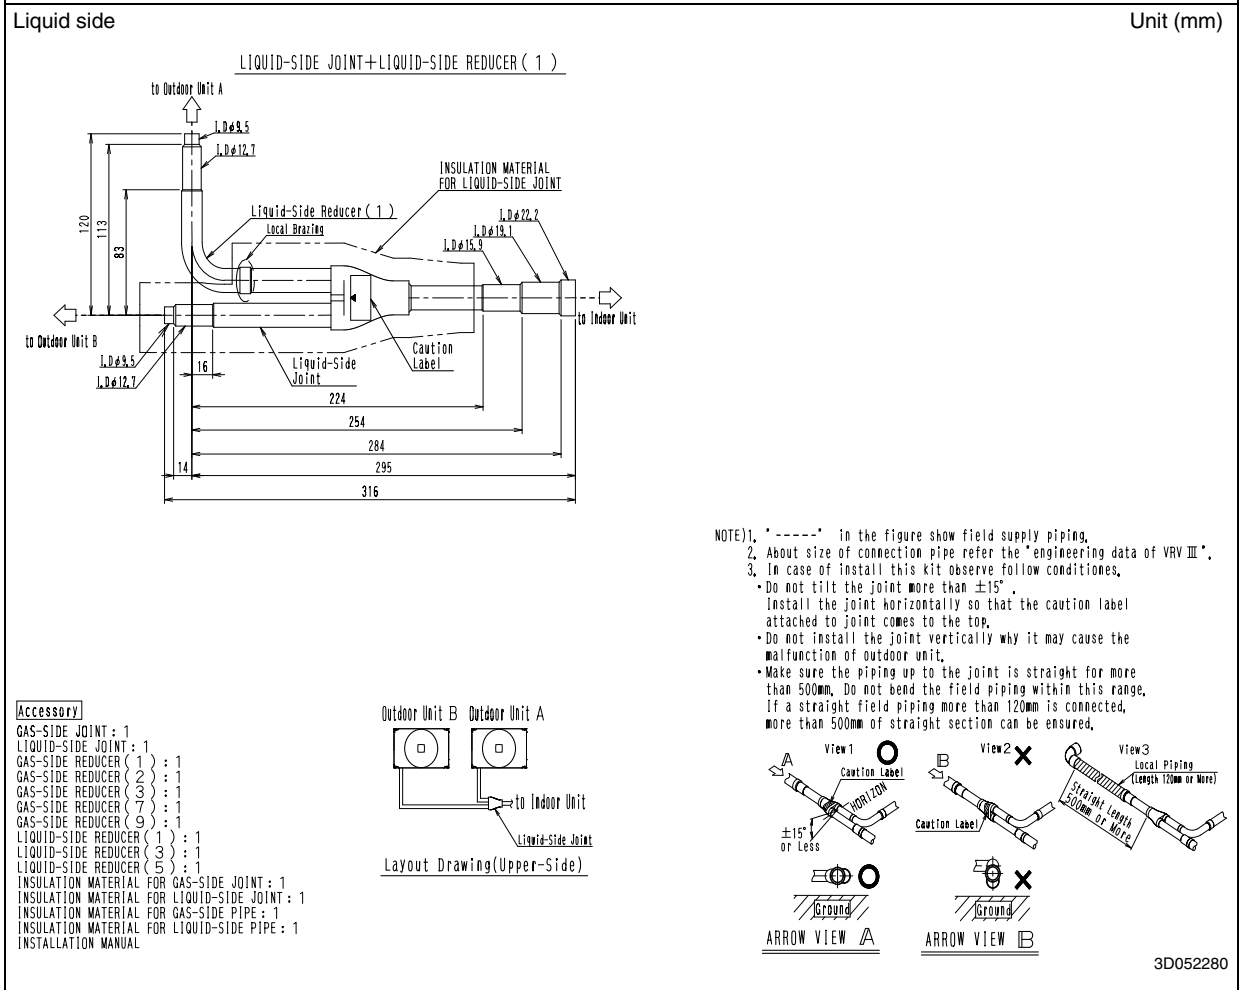 Liquid side
Unit (mm)
LIQUID-SIDE JOINT+LIQUID-SIDE REDUCER(1)
to Outdoor Unit A
I.Dφ9.5
I.Dφ12.7
INSULATION MATERIAL
FOR LIQUID-SIDE JOINT
Liquid-Side Reducer(1)
Local Brazing
I.Dφ22.2
I.Dφ19.1
I.Dφ15.9
120
113
83
to Outdoor Unit B
to Indoor Unit
I.Dφ9.5
I.Dφ12.7
16
Liquid-Side
Joint
Caution
Label
224
254
284
14
295
316
NOTE)1. "-----" in the figure show field supply piping.
2. About size of connection pipe refer the "engineering data of VRV Ⅲ".
3. In case of install this kit observe follow conditiones.
・Do not tilt the joint more than ±15°.
Install the joint horizontally so that the caution label
attached to joint comes to the top.
・Do not install the joint vertically why it may cause the
malfunction of outdoor unit.
・Make sure the piping up to the joint is straight for more
than 500mm. Do not bend the field piping within this range.
If a straight field piping more than 120mm is connected,
more than 500mm of straight section can be ensured.
Accessory
GAS-SIDE JOINT : 1
LIQUID-SIDE JOINT : 1
GAS-SIDE REDUCER(1) : 1
GAS-SIDE REDUCER(2) : 1
GAS-SIDE REDUCER(3) : 1
GAS-SIDE REDUCER(7) : 1
GAS-SIDE REDUCER(9) : 1
LIQUID-SIDE REDUCER(1) : 1
LIQUID-SIDE REDUCER(3) : 1
LIQUID-SIDE REDUCER(5) : 1
INSULATION MATERIAL FOR GAS-SIDE JOINT : 1
INSULATION MATERIAL FOR LIQUID-SIDE JOINT : 1
INSULATION MATERIAL FOR GAS-SIDE PIPE : 1
INSULATION MATERIAL FOR LIQUID-SIDE PIPE : 1
INSTALLATION MANUAL
Outdoor Unit B Outdoor Unit A
to Indoor Unit
Liquid-Side Joint
Layout Drawing(Upper-Side)
A
View1
Caution Label
HORIZON
±15°
or Less
Ground
ARROW VIEW A
B
View2
Caution Label
Ground
ARROW VIEW B
View3
Local Piping
(Length 120mm or More)
Straight Length
500mm or More
3D052280